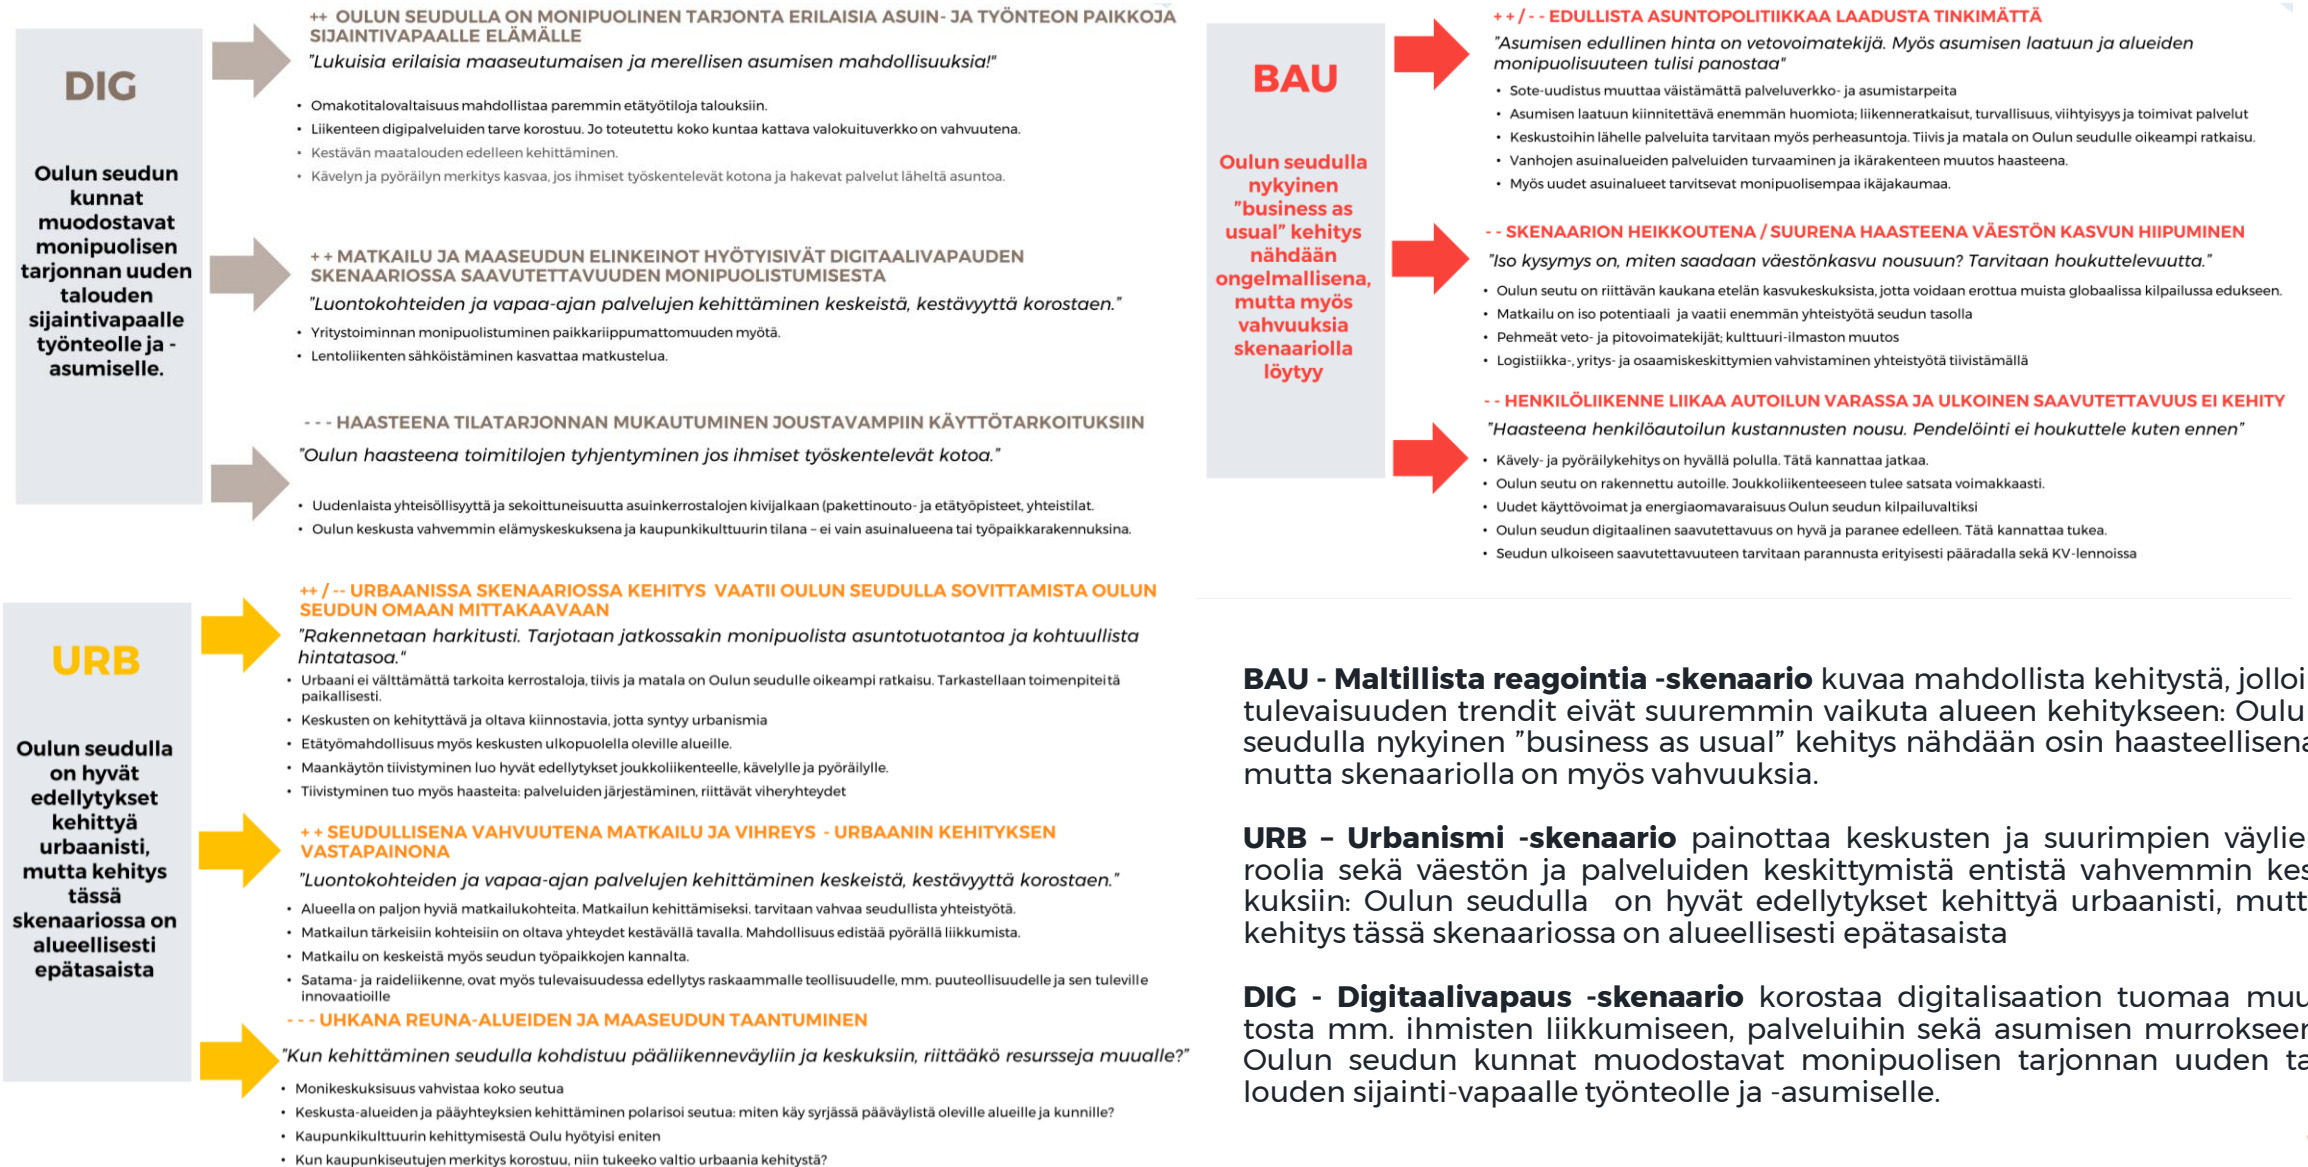 DIG
Oulun seudun
kunnat
muodostavat
monipuolisen
tarjonnan uuden
talouden
sijaintivapaalle
työnteolle ja -
asumiselle.
++ OULUN SEUDULLA ON MONIPUOLINEN TARJONTA ERILAISIA ASUIN- JA TYÖNTEON PAIKKOJA
SIJAINTIVAPAALLE ELÄMÄLLE
"Lukuisia erilaisia maaseutumaisen ja merellisen asumisen mahdollisuuksia!"
• Omakotitalovaltaisuus mahdollistaa paremmin etätyötiloja talouksiin.
• Liikenteen digipalveluiden tarve korostuu. Jo toteutettu koko kuntaa kattava valokuituverkko on vahvuutena.
• Kestävän maatalouden edelleen kehittäminen.
• Kävelyn ja pyöräilyn merkitys kasvaa, jos ihmiset työskentelevät kotona ja hakevat palvelut läheltä asuntoa.
++ MATKAILU JA MAASEUDUN ELINKEINOT HYÖTYISIVÄT DIGITAALIVAPAUDEN
SKENAARIOSSA SAAVUTETTAVUUDEN MONIPUOLISTUMISESTA
"Luontokohteiden ja vapaa-ajan palvelujen kehittäminen keskeistä, kestävyyttä korostaen."
• Yritystoiminnan monipuolistuminen paikkariippumattomuuden myötä.
• Lentoliikenten sähköistäminen kasvattaa matkustelua.
- - - HAASTEENA TILATARJONNAN MUKAUTUMINEN JOUSTAVAMPIIN KÄYTTÖTARKOITUKSIIN
"Oulun haasteena toimitilojen tyhjentyminen jos ihmiset työskentelevät kotoa."
• Uudenlaista yhteisöllisyyttä ja sekoittuneisuutta asuinkerrostalojen kivijalkaan (pakettinouto- ja etätyöpisteet, yhteistilat.
• Oulun keskusta vahvemmin elämyskeskuksena ja kaupunkikulttuurin tilana – ei vain asuinalueena tai työpaikkarakennuksina.
URB
Oulun seudulla
on hyvät
edellytykset
kehittyä
urbaanisti,
mutta kehitys
tässä
skenaariossa on
alueellisesti
epätasaista
++ / -- URBAANISSA SKENAARIOSSA KEHITYS VAATII OULUN SEUDULLA SOVITTAMISTA OULUN
SEUDUN OMAAN MITTAKAAVAAN
"Rakennetaan harkitusti. Tarjotaan jatkossakin monipuolista asuntotuotantoa ja kohtuullista
hintatasoa."
• Urbaani ei välttämättä tarkoita kerrostaloja, tiivis ja matala on Oulun seudulle oikeampi ratkaisu. Tarkastellaan toimenpiteitä
paikallisesti.
• Keskusten on kehityttävä ja oltava kiinnostavia, jotta syntyy urbanismia
• Etätyömahdollisuus myös keskusten ulkopuolella oleville alueille.
• Maankäytön tiivistyminen luo hyvät edellytykset joukkoliikenteelle, kävelylle ja pyöräilylle.
• Tiivistyminen tuo myös haasteita: palveluiden järjestäminen, riittävät viheryhteydet
++ SEUDULLISENA VAHVUUTENA MATKAILU JA VIHREYS - URBAANIN KEHITYKSEN
VASTAPAINONA
"Luontokohteiden ja vapaa-ajan palvelujen kehittäminen keskeistä, kestävyyttä korostaen."
• Alueella on paljon hyviä matkailukohteita. Matkailun kehittämiseksi. tarvitaan vahvaa seudullista yhteistyötä.
• Matkailun tärkeisiin kohteisiin on oltava yhteydet kestävällä tavalla. Mahdollisuus edistää pyörällä liikkumista.
• Matkailu on keskeistä myös seudun työpaikkojen kannalta.
• Satama- ja raideliikenne, ovat myös tulevaisuudessa edellytys raskaammalle teollisuudelle, mm. puuteollisuudelle ja sen tuleville
innovaatioille
- - - UHKANA REUNA-ALUEIDEN JA MAASEUDUN TAANTUMINEN
"Kun kehittäminen seudulla kohdistuu pääliikenneväyliin ja keskuksiin, riittääkö resursseja muualle?"
• Monikeskuksisuus vahvistaa koko seutua
• Keskusta-alueiden ja pääyhteyksien kehittäminen polarisoi seutua: miten käy syrjässä pääväylistä oleville alueille ja kunnille?
• Kaupunkikulttuurin kehittymisestä Oulu hyötyisi eniten
• Kun kaupunkiseutujen merkitys korostuu, niin tukeeko valtio urbaania kehitystä?
BAU
Oulun seudulla
nykyinen
"business as
usual" kehitys
nähdään
ongelmallisena,
mutta myös
vahvuuksia
skenaariolla
löytyy
++ / - - EDULLISTA ASUNTOPOLITIIKKAA LAADUSTA TINKIMÄTTÄ
"Asumisen edullinen hinta on vetovoimatekijä. Myös asumisen laatuun ja alueiden
monipuolisuuteen tulisi panostaa"
• Sote-uudistus muuttaa väistämättä palveluverkko- ja asumistarpeita
• Asumisen laatuun kiinnitettävä enemmän huomiota; liikenneratkaisut, turvallisuus, viihtyisyys ja toimivat palvelut
• Keskustoihin lähelle palveluita tarvitaan myös perheasuntoja. Tiivis ja matala on Oulun seudulle oikeampi ratkaisu.
• Vanhojen asuinalueiden palveluiden turvaaminen ja ikärakenteen muutos haasteena.
• Myös uudet asuinalueet tarvitsevat monipuolisempaa ikäjakaumaa.
- - SKENAARION HEIKKOUTENA / SUURENA HAASTEENA VÄESTÖN KASVUN HIIPUMINEN
"Iso kysymys on, miten saadaan väestönkasvu nousuun? Tarvitaan houkuttelevuutta."
• Oulun seutu on riittävän kaukana etelän kasvukeskuksista, jotta voidaan erottua muista globaalissa kilpailussa edukseen.
• Matkailu on iso potentiaali ja vaatii enemmän yhteistyötä seudun tasolla
• Pehmeät veto- ja pitovoimatekijät; kulttuuri-ilmaston muutos
• Logistiikka-, yritys- ja osaamiskeskittymien vahvistaminen yhteistyötä tiivistämällä
- - HENKILÖLIIKENNE LIIKAA AUTOILUN VARASSA JA ULKOINEN SAAVUTETTAVUUS EI KEHITY
"Haasteena henkilöautoilun kustannusten nousu. Pendelöinti ei houkuttele kuten ennen"
• Kävely- ja pyöräilykehitys on hyvällä polulla. Tätä kannattaa jatkaa.
• Oulun seutu on rakennettu autoille. Joukkoliikenteeseen tulee satsata voimakkaasti.
• Uudet käyttövoimat ja energiaomavaraisuus Oulun seudun kilpailuvaltiksi
• Oulun seudun digitaalinen saavutettavuus on hyvä ja paranee edelleen. Tätä kannattaa tukea.
• Seudun ulkoiseen saavutettavuuteen tarvitaan parannusta erityisesti pääradalla sekä KV-lennoissa
BAU - Maltillista reagointia -skenaario kuvaa mahdollista kehitystä, jolloi
tulevaisuuden trendit eivät suuremmin vaikuta alueen kehitykseen: Oulu
seudulla nykyinen "business as usual" kehitys nähdään osin haasteellisena
mutta skenaariolla on myös vahvuuksia.
URB – Urbanismi -skenaario painottaa keskusten ja suurimpien väylie
roolia sekä väestön ja palveluiden keskittymistä entistä vahvemmin kes
kuksiin: Oulun seudulla on hyvät edellytykset kehittyä urbaanisti, mutt
kehitys tässä skenaariossa on alueellisesti epätasaista
DIG - Digitaalivapaus -skenaario korostaa digitalisaation tuomaa muu
tosta mm. ihmisten liikkumiseen, palveluihin sekä asumisen murrokseen
Oulun seudun kunnat muodostavat monipuolisen tarjonnan uuden ta
louden sijainti-vapaalle työnteolle ja -asumiselle.